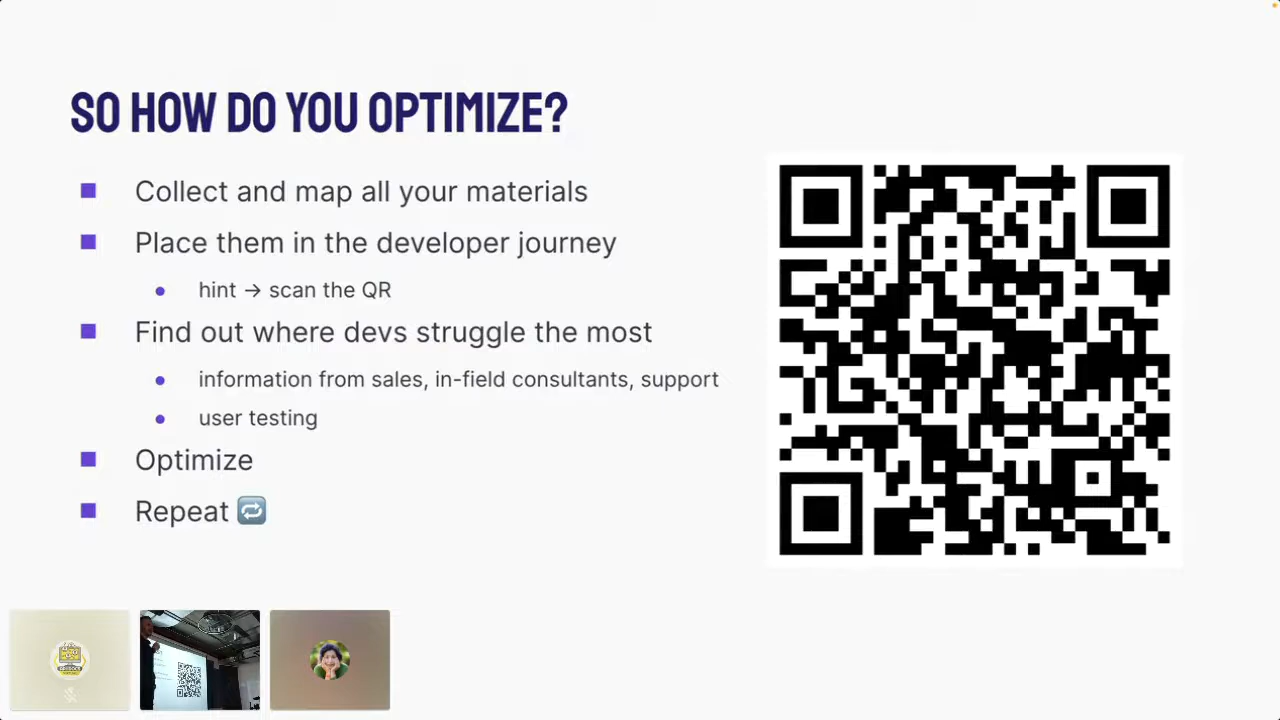 SO HOW DO YOU OPTIMIZE?
Collect and map all your materials
Place them in the developer journey
hint → scan the QR
Find out where devs struggle the most
information from sales, in-field consultants, support
user testing
Optimize
Repeat 🔁